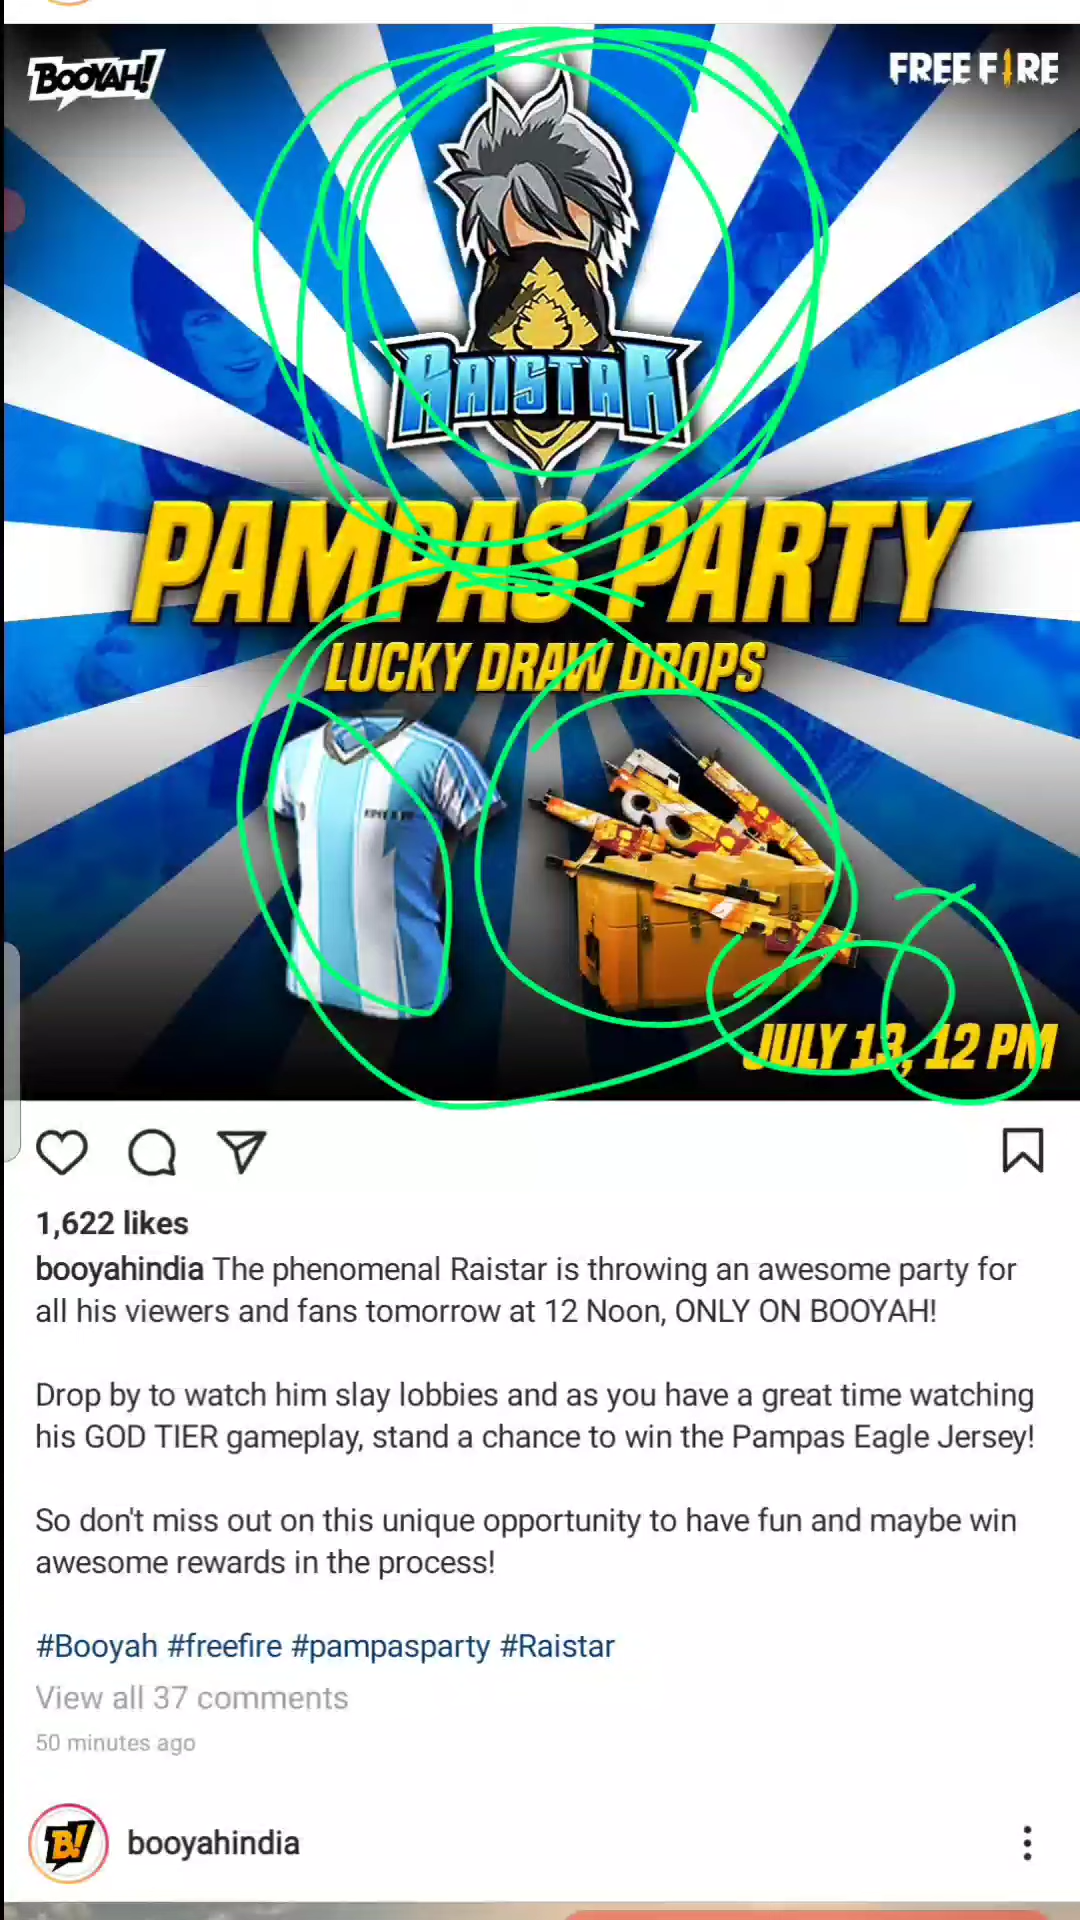 BOOYAH!
FREE FIRE
RAISTAR
PAMPAS PARTY
LUCKY DRAW DROPS
JULY 13, 12 PM
1,622 likes
booyahindia The phenomenal Raistar is throwing an awesome party for
all his viewers and fans tomorrow at 12 Noon, ONLY ON BOOYAH!
Drop by to watch him slay lobbies and as you have a great time watching
his GOD TIER gameplay, stand a chance to win the Pampas Eagle Jersey!
So don't miss out on this unique opportunity to have fun and maybe win
awesome rewards in the process!
#Booyah #freefire #pampasparty #Raistar
View all 37 comments
50 minutes ago
B!
booyahindia